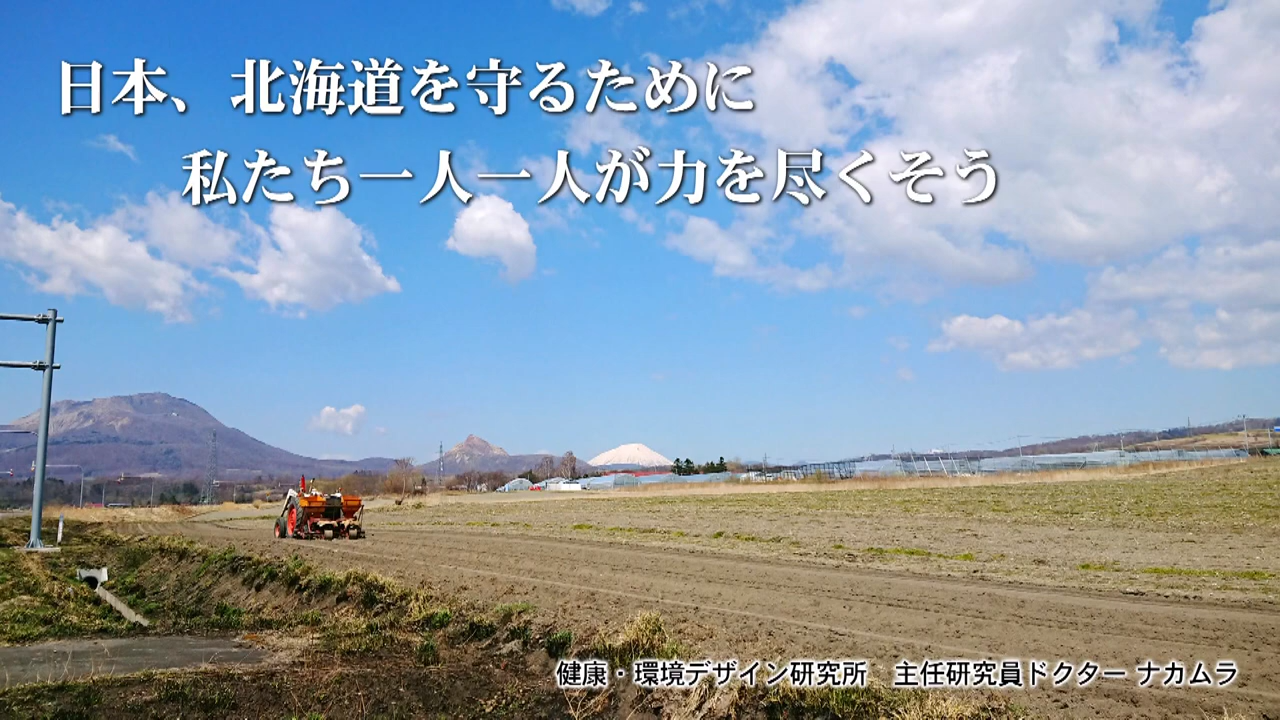 日本、北海道を守るために
私たち一人一人が力を尽くそう
健康・環境デザイン研究所　主任研究員ドクター ナカムラ